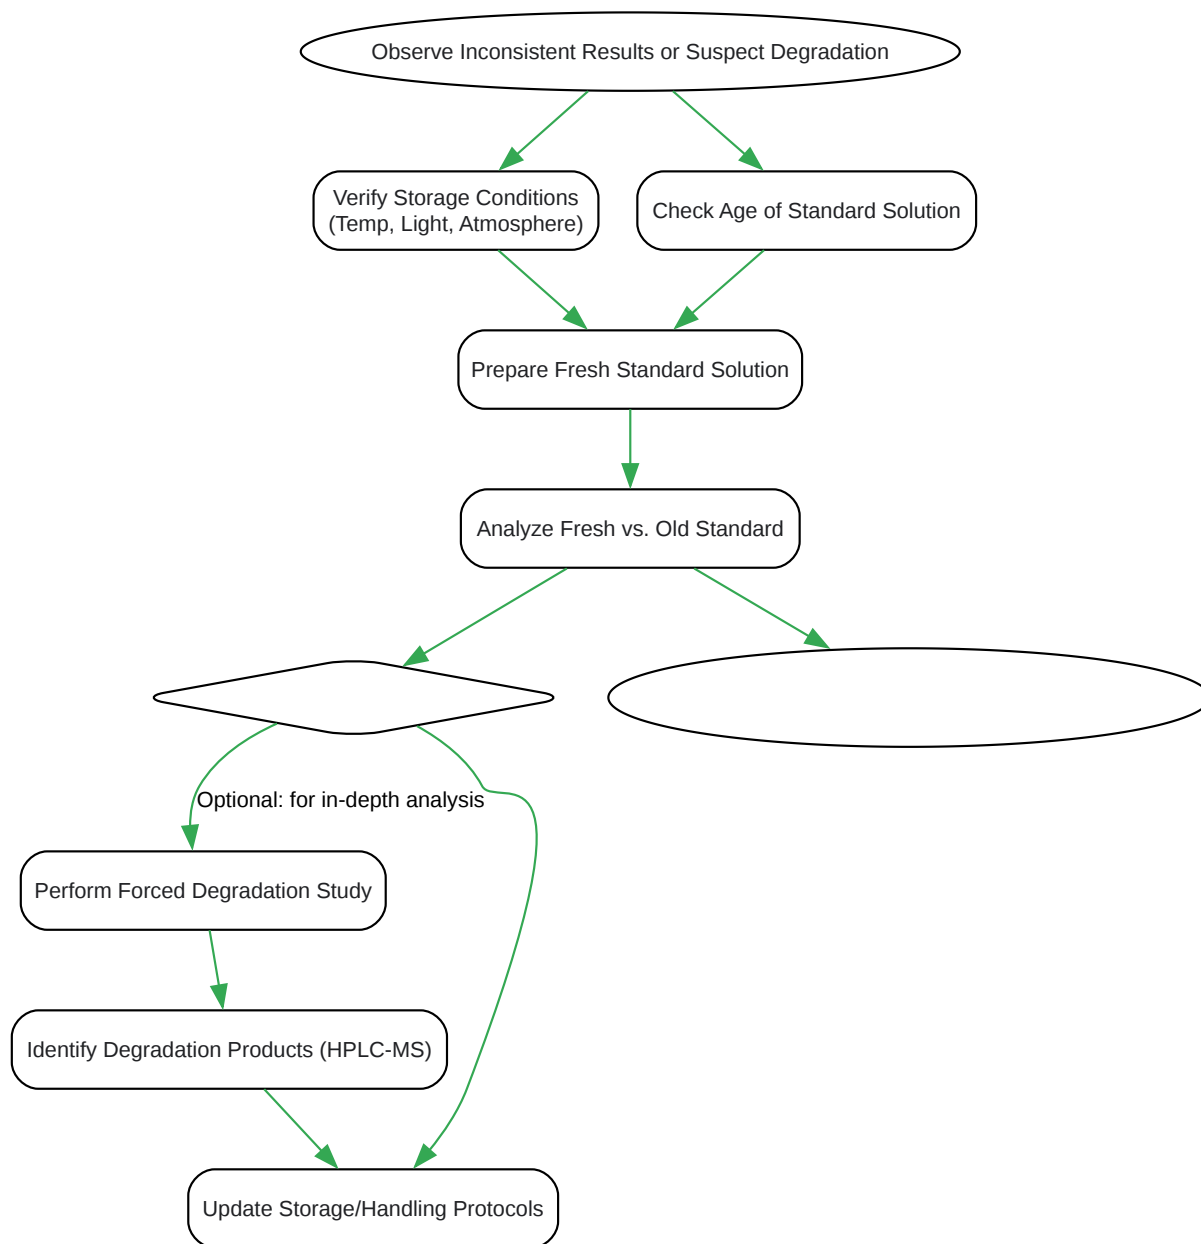 Observe Inconsistent Results or Suspect Degradation
Verify Storage Conditions
(Temp, Light, Atmosphere)
Check Age of Standard Solution
Prepare Fresh Standard Solution
Analyze Fresh vs. Old Standard
Optional: for in-depth analysis
Perform Forced Degradation Study
Identify Degradation Products (HPLC-MS)
Update Storage/Handling Protocols